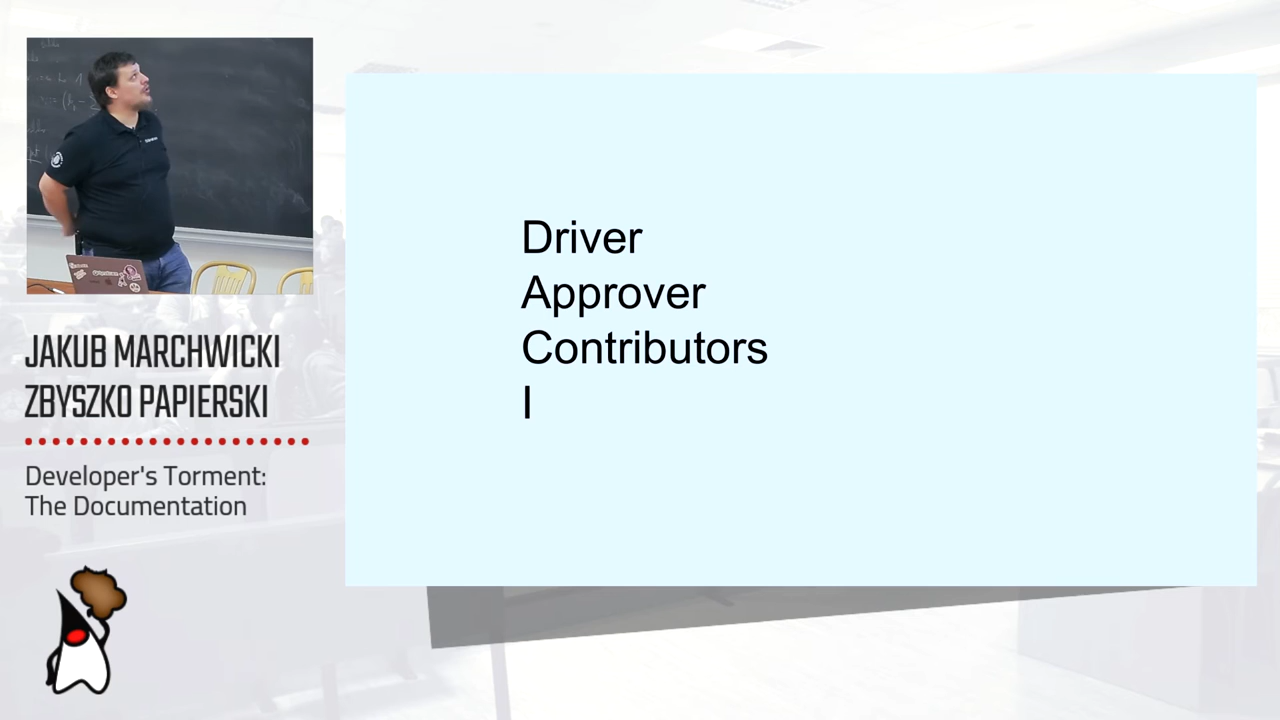 JAKUB MARCHWICKI
ZBYSZKO PAPIERSKI
Developer's Torment:
The Documentation
Driver
Approver
Contributors
I